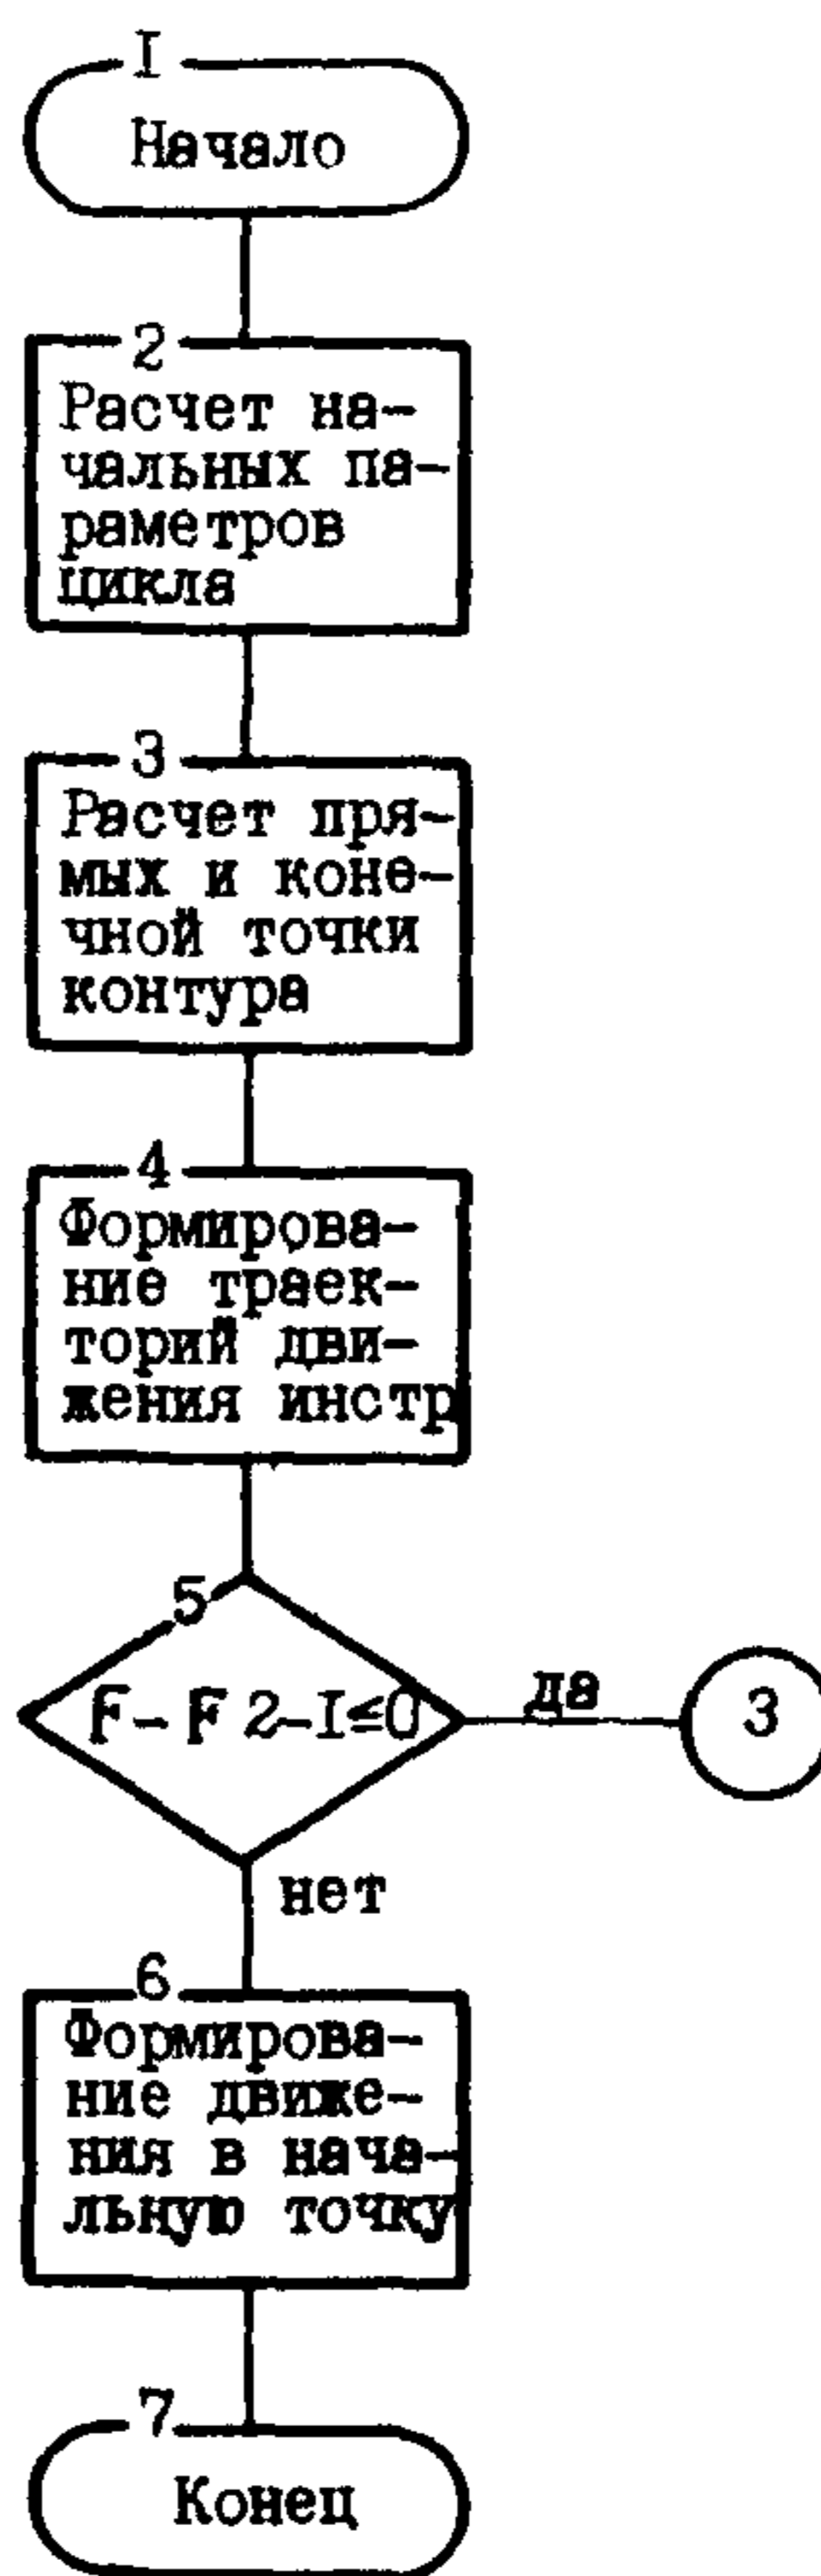 I
Начало
2
Расчет на-
чальных па-
раметров
цикла
3
Расчет пря-
мых и коне-
чной точки
контура
4
Формирова-
ние траек-
торий дви-
жения инстр
5
F-F2-I≤0
да
3
нет
6
Формирова-
ние движе-
ния в нача-
льную точку
7
Конец